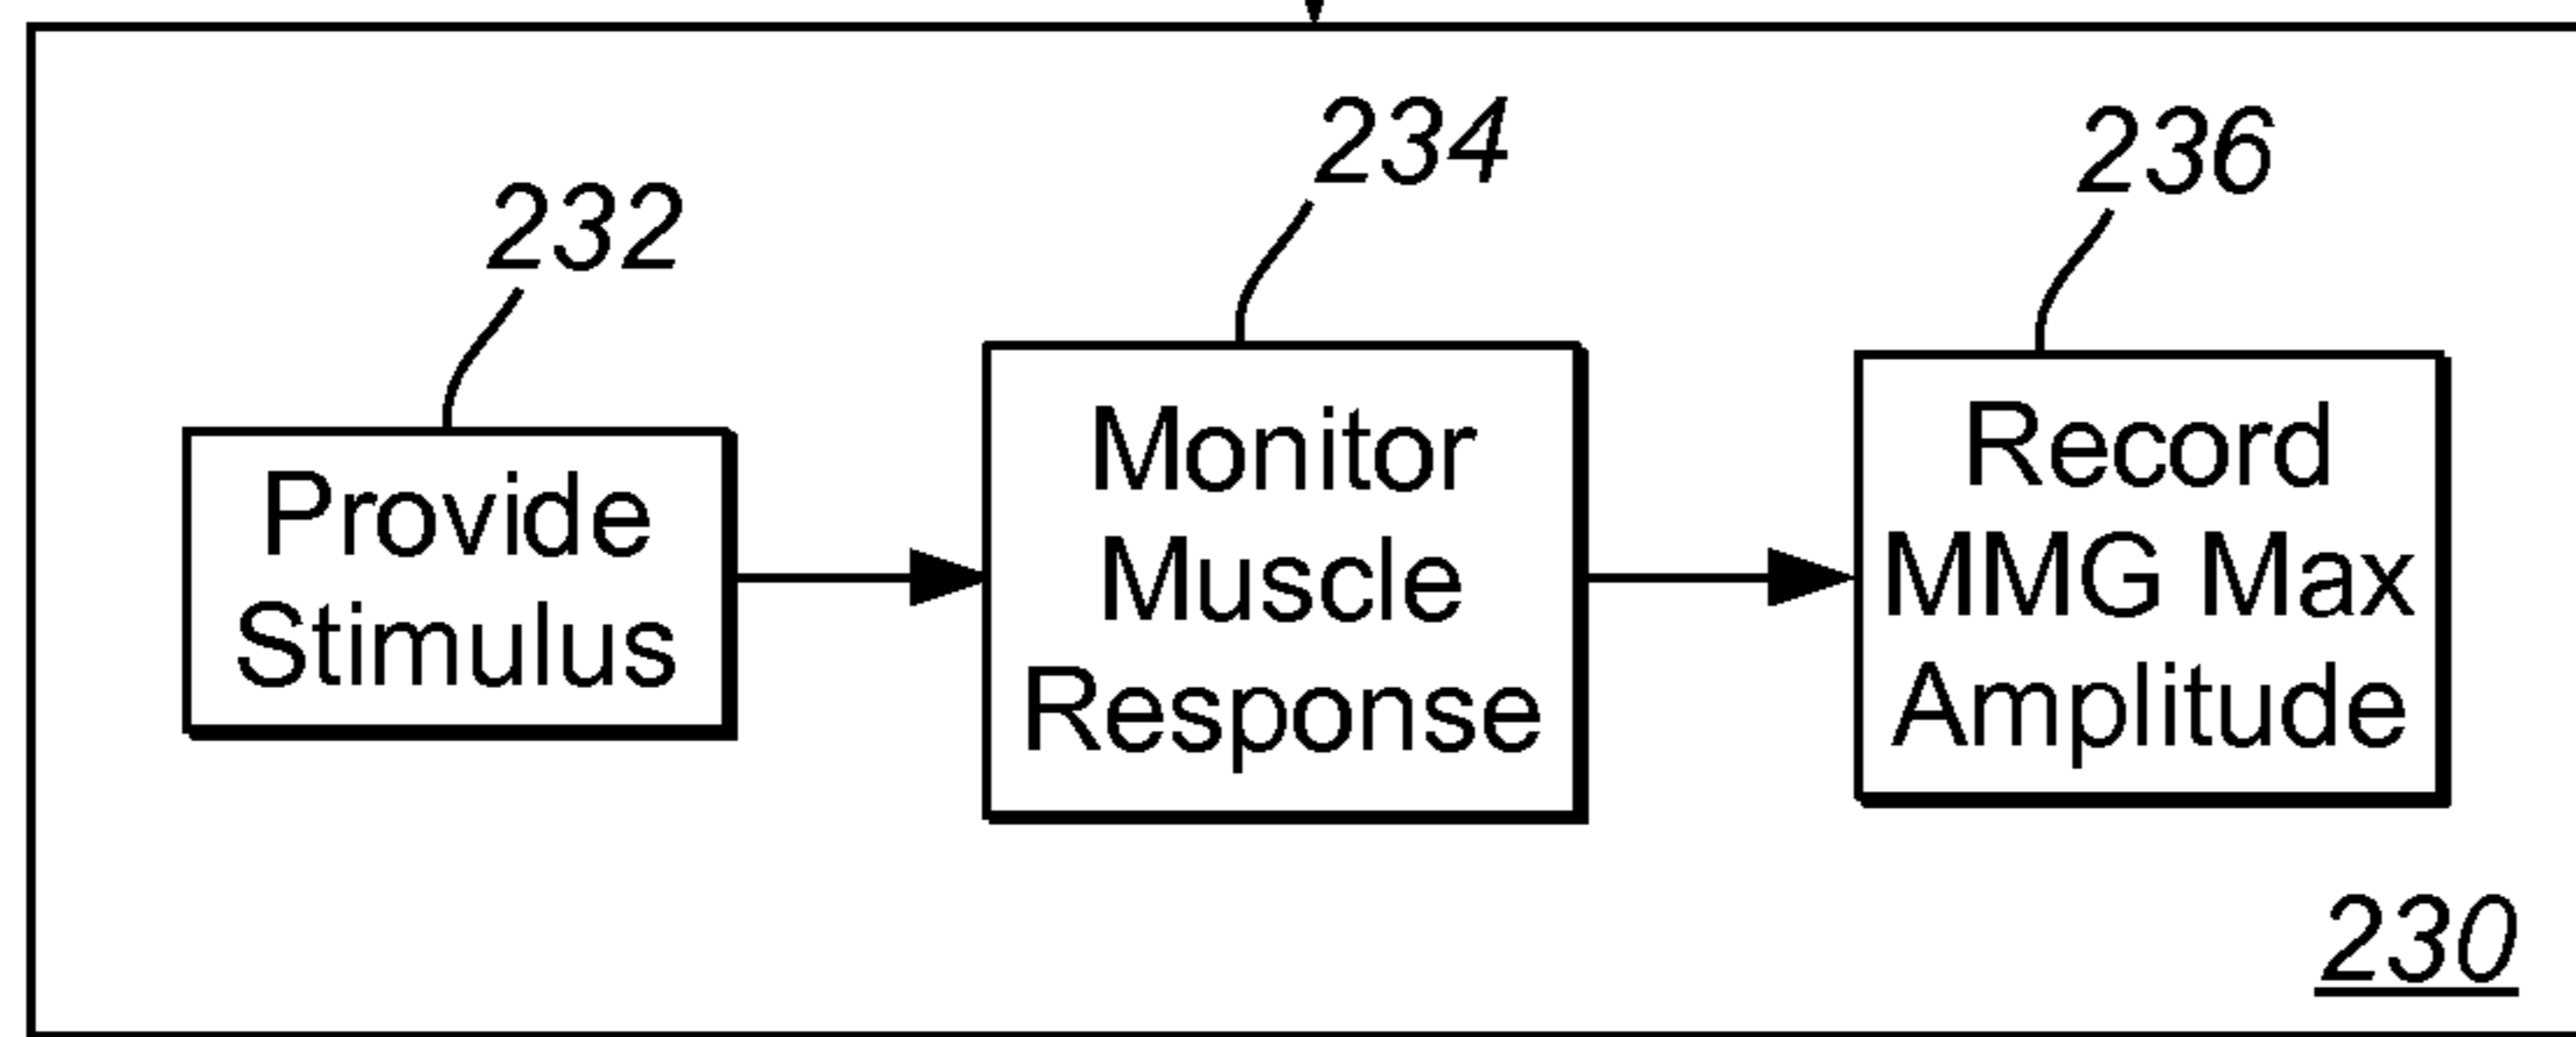 232
Provide
Stimulus
234
Monitor
Muscle
Response
236
Record
MMG Max
Amplitude
230